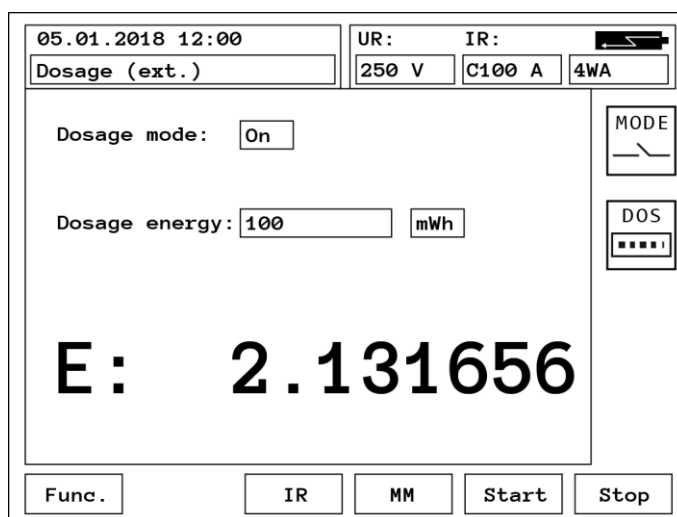 05.01.2018 12:00 UR: IR:
Dosage (ext.) 250 V C100 A 4WA
Dosage mode: On
MODE
Dosage energy: 100 mWh
DOS
E: 2.131656
Func. IR MM Start Stop